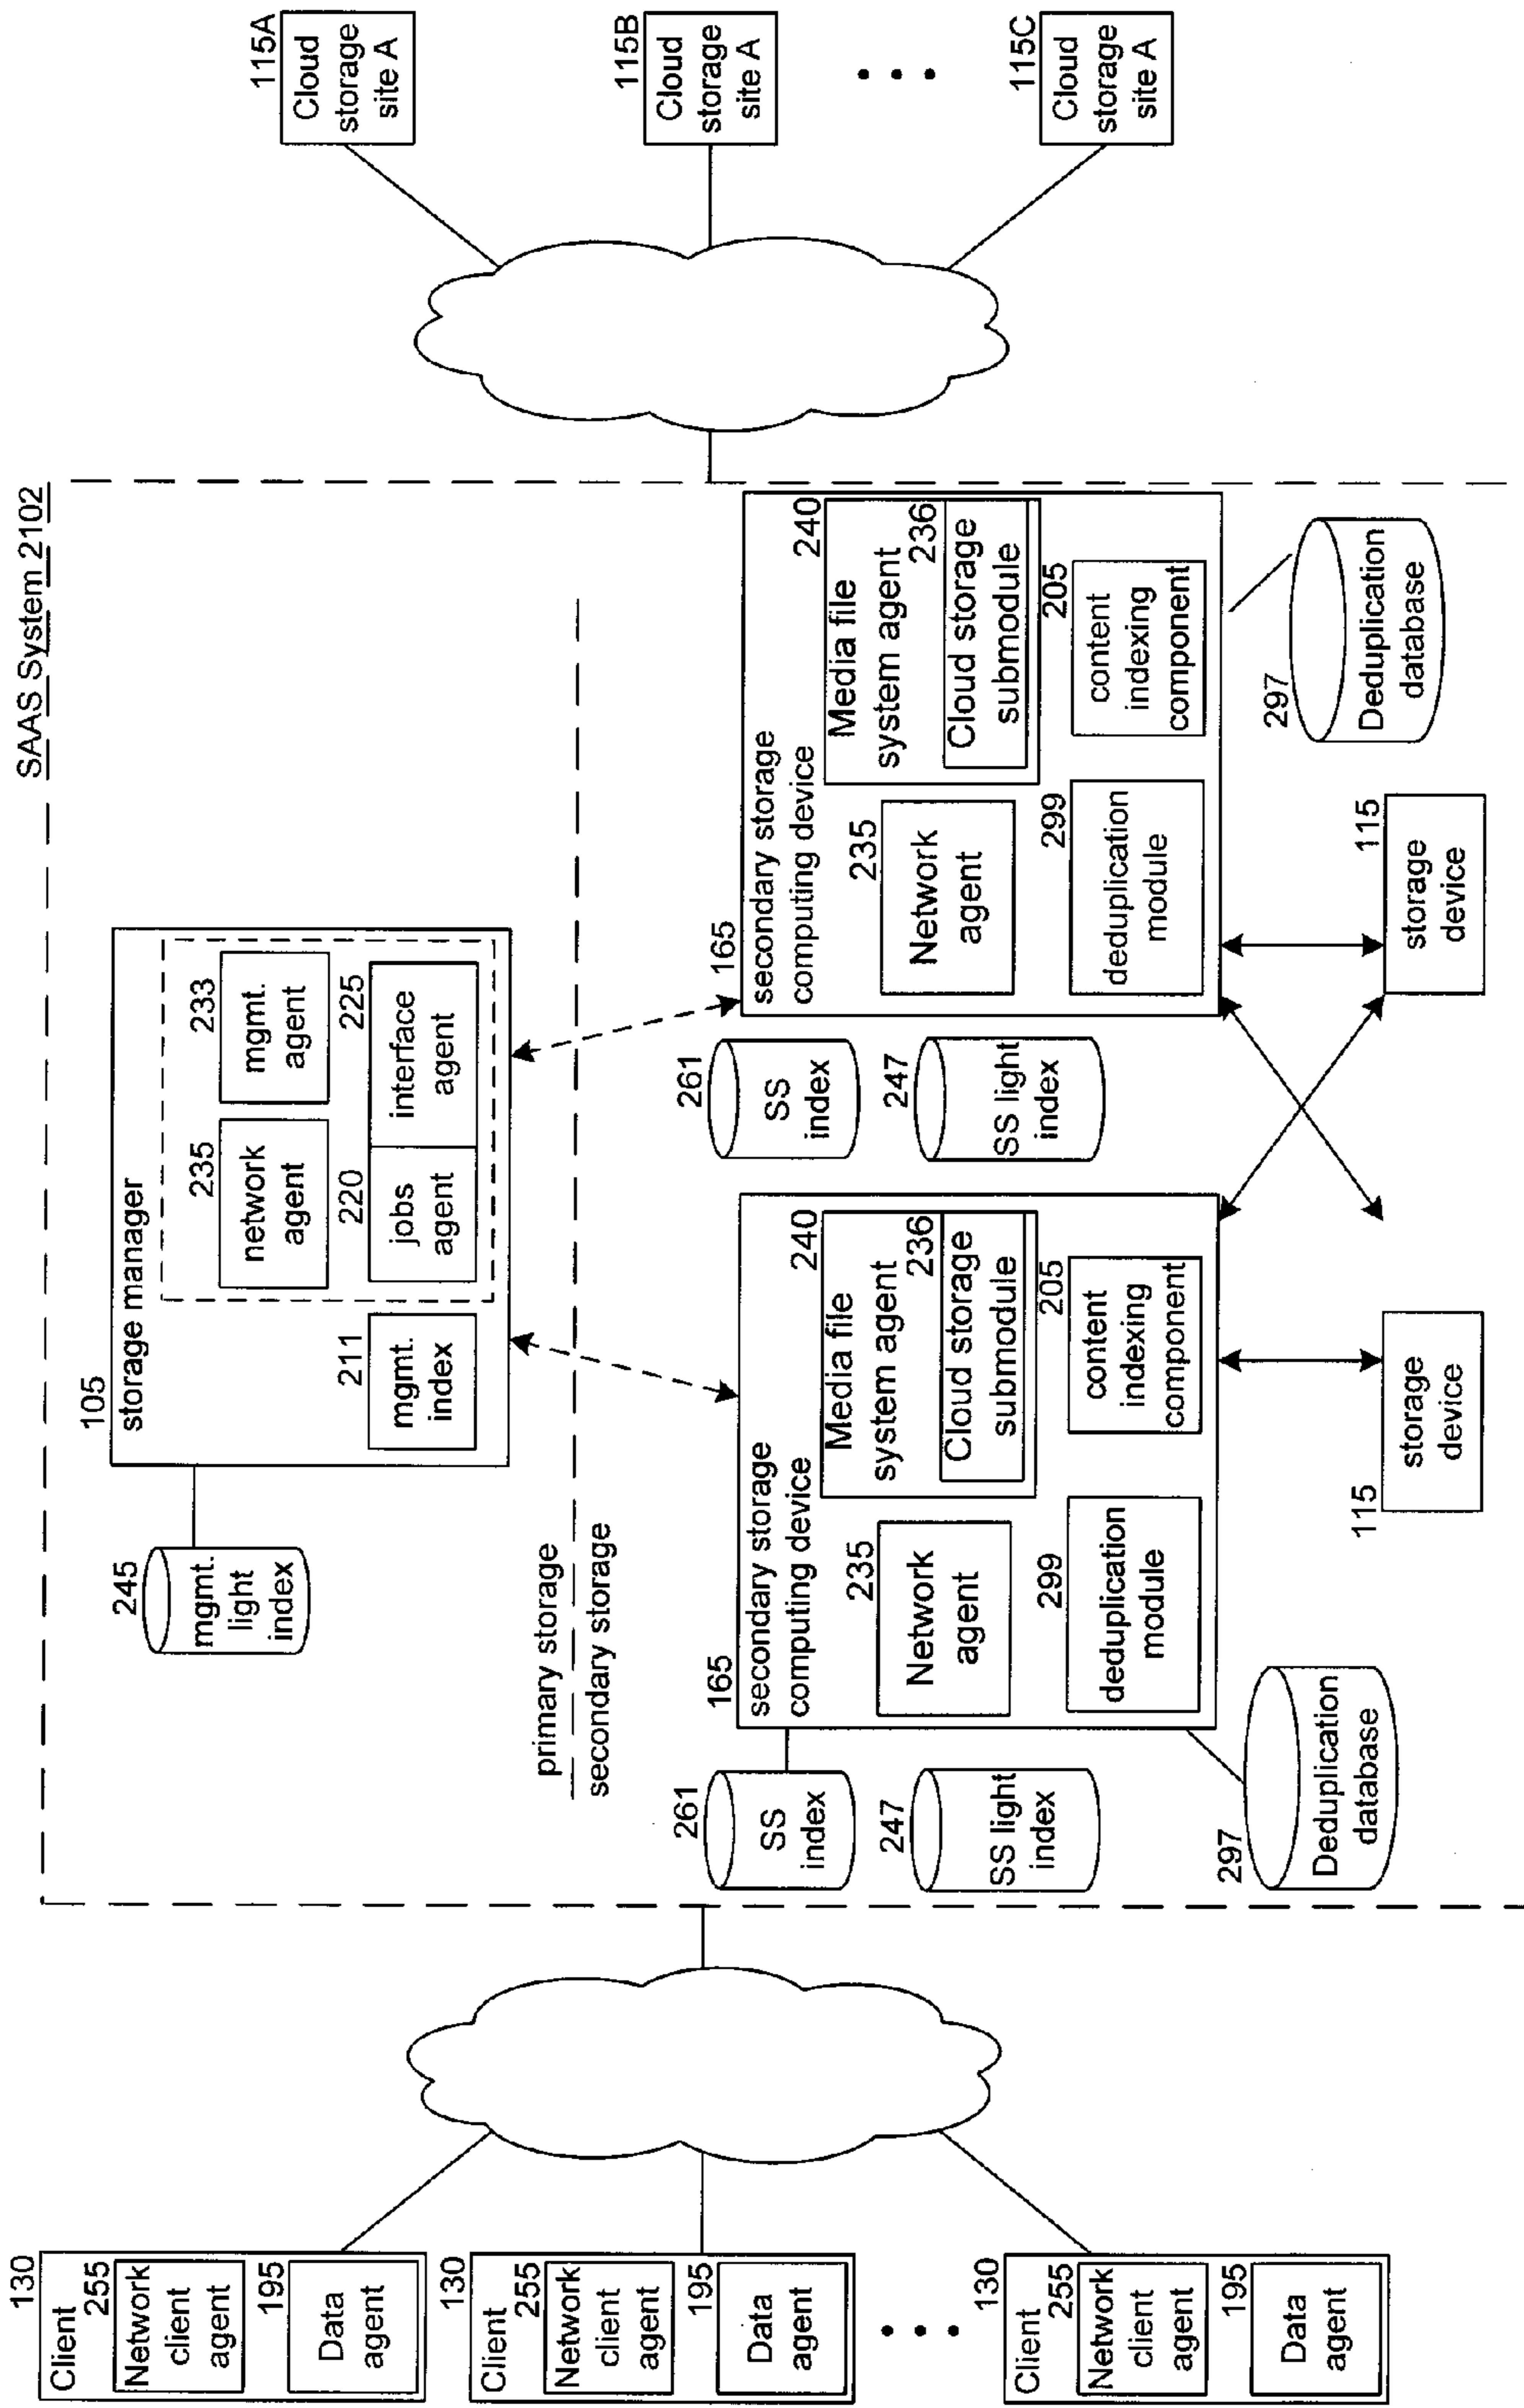 SAAS System 2102
130
Client
255
Network
client
agent
195
Data
agent
130
Client
255
Network
client
agent
195
Data
agent
130
Client
255
Network
client
agent
195
Data
agent
245
mgmt.
light
index
105
storage manager
211
mgmt.
index
235
network
agent
233
mgmt.
agent
220
jobs
agent
225
interface
agent
primary storage
secondary storage
261
SS
index
247
SS light
index
297
Deduplication
database
165
secondary storage
computing device
235
Network
agent
240
Media file
system agent
236
Cloud storage
submodule
299
deduplication
module
205
content
indexing
component
115
storage
device
261
SS
index
247
SS light
index
165
secondary storage
computing device
235
Network
agent
240
Media file
system agent
236
Cloud storage
submodule
299
deduplication
module
205
content
indexing
component
297
Deduplication
database
115
storage
device
115A
Cloud
storage
site A
115B
Cloud
storage
site A
115C
Cloud
storage
site A